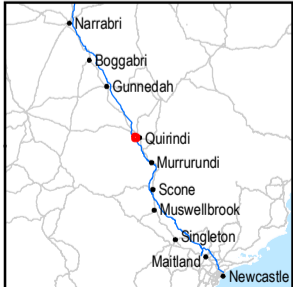 Narrabri
Boggabri
Gunnedah
Quirindi
Murrurundi
Scone
Muswellbrook
Singleton
Maitland
Newcastle